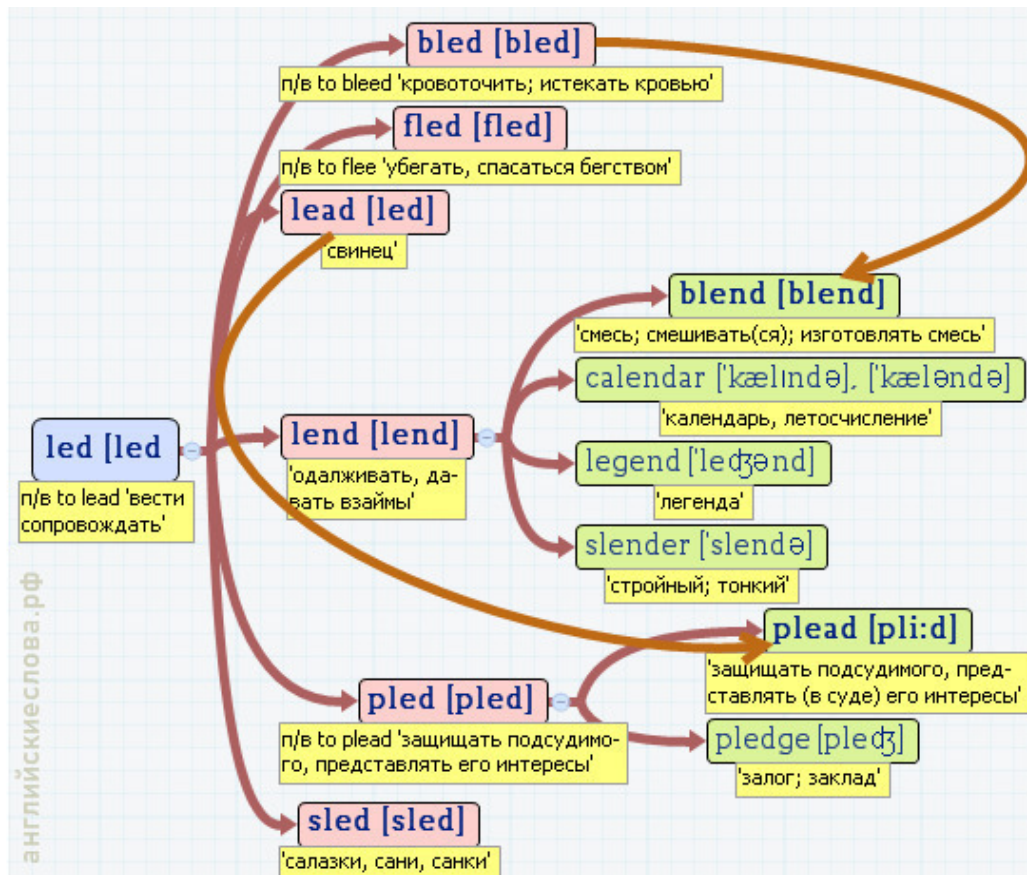 bled [bled]
п/в to bleed 'кровоточить; истекать кровью'
fled [fled]
п/в to flee 'убегать, спасаться бегством'
lead [led]
'свинец'
blend [blend]
'смесь; смешивать(ся); изготовлять смесь'
calendar ['kælɪndə], ['kæləndə]
'календарь, летосчисление'
led [led
п/в to lead 'вести
сопровождать'
lend [lend]
'одалживать, да-
вать взаймы'
legend ['leʤənd]
'легенда'
slender ['slendə]
'стройный; тонкий'
plead [pli:d]
'защищать подсудимого, пред-
ставлять (в суде) его интересы'
pled [pled]
п/в to plead 'защищать подсудимо-
го, представлять его интересы'
pledge [pleʤ]
'залог; заклад'
sled [sled]
'салазки, сани, санки'
английскиеслова.рф